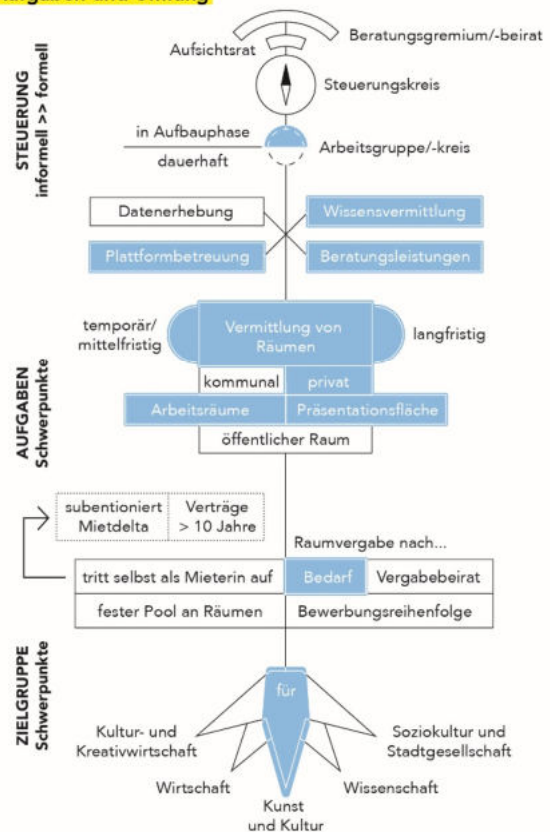 Aufgaben und Umfang
STEUERUNG
informell >> formell
Aufsichtsrat
Beratungsgremium/-beirat
Steuerungskreis
in Aufbauphase
dauerhaft
Arbeitsgruppe/-kreis
Datenerhebung
Wissensvermittlung
Plattformbetreuung
Beratungsleistungen
AUFGABEN
Schwerpunkte
temporär/
mittelfristig
Vermittlung von
Räumen
langfristig
kommunal
privat
Arbeitsräume
Präsentationsfläche
öffentlicher Raum
subentioniert
Mietdelta
Verträge
> 10 Jahre
Raumvergabe nach...
tritt selbst als Mieterin auf
Bedarf
Vergabebeirat
fester Pool an Räumen
Bewerbungsreihenfolge
ZIELGRUPPE
Schwerpunkte
für
Kultur- und
Kreativwirtschaft
Soziokultur und
Stadtgesellschaft
Wirtschaft
Wissenschaft
Kunst
und Kultur